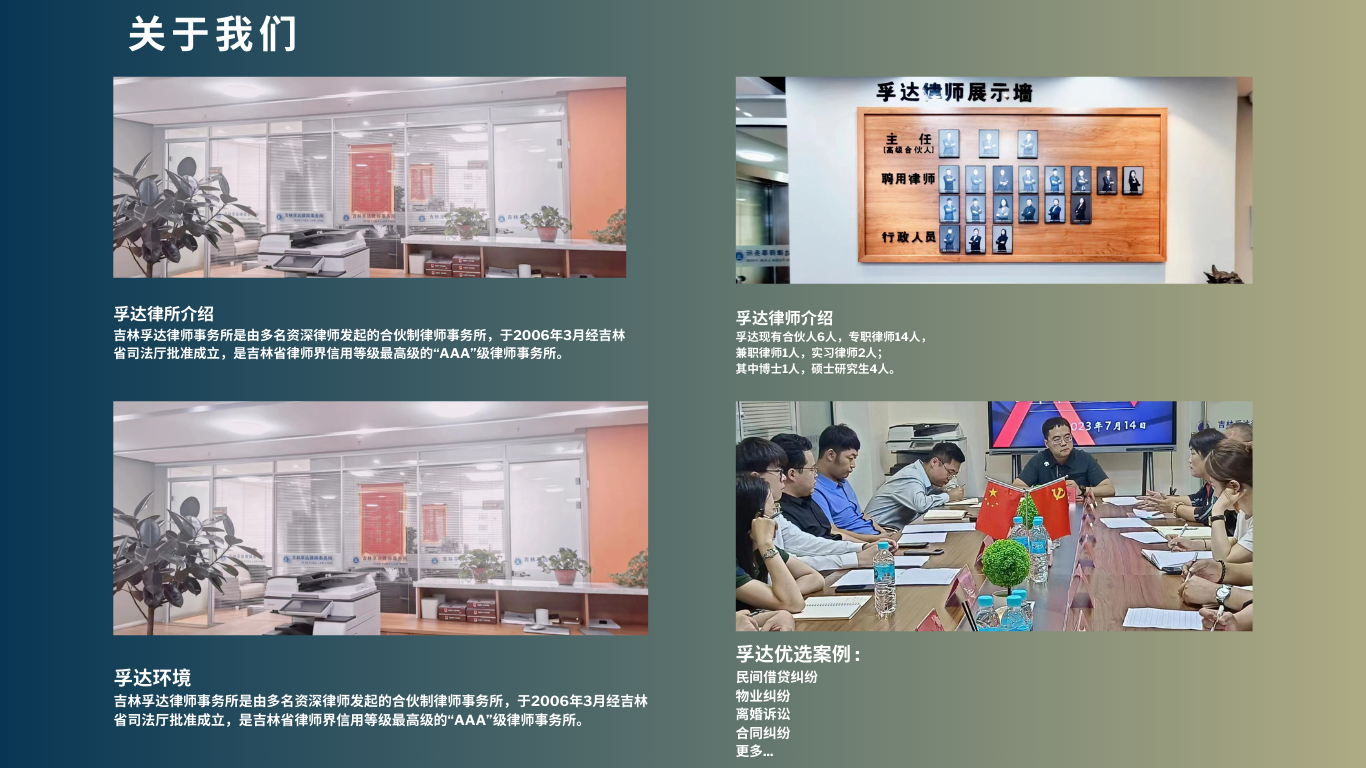 关于我们
孚达律所介绍
吉林孚达律师事务所是由多名资深律师发起的合伙制律师事务所，于2006年3月经吉林
省司法厅批准成立，是吉林省律师界信用等级最高级的“AAA”级律师事务所。
孚达律师展示墙
主 任
(高级合伙人)
聘用律师
行政人员
孚达律师介绍
孚达现有合伙人6人，专职律师14人，
兼职律师1人，实习律师2人；
其中博士1人，硕士研究生4人。
孚达环境
吉林孚达律师事务所是由多名资深律师发起的合伙制律师事务所，于2006年3月经吉林
省司法厅批准成立，是吉林省律师界信用等级最高级的“AAA”级律师事务所。
023年7月14日
孚达优选案例：
民间借贷纠纷
物业纠纷
离婚诉讼
合同纠纷
更多...